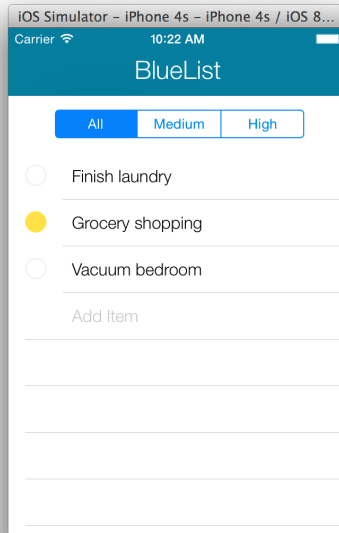 iOS Simulator – iPhone 4s – iPhone 4s / iOS 8...
Carrier 10:22 AM
BlueList
All Medium High
Finish laundry
Grocery shopping
Vacuum bedroom
Add Item